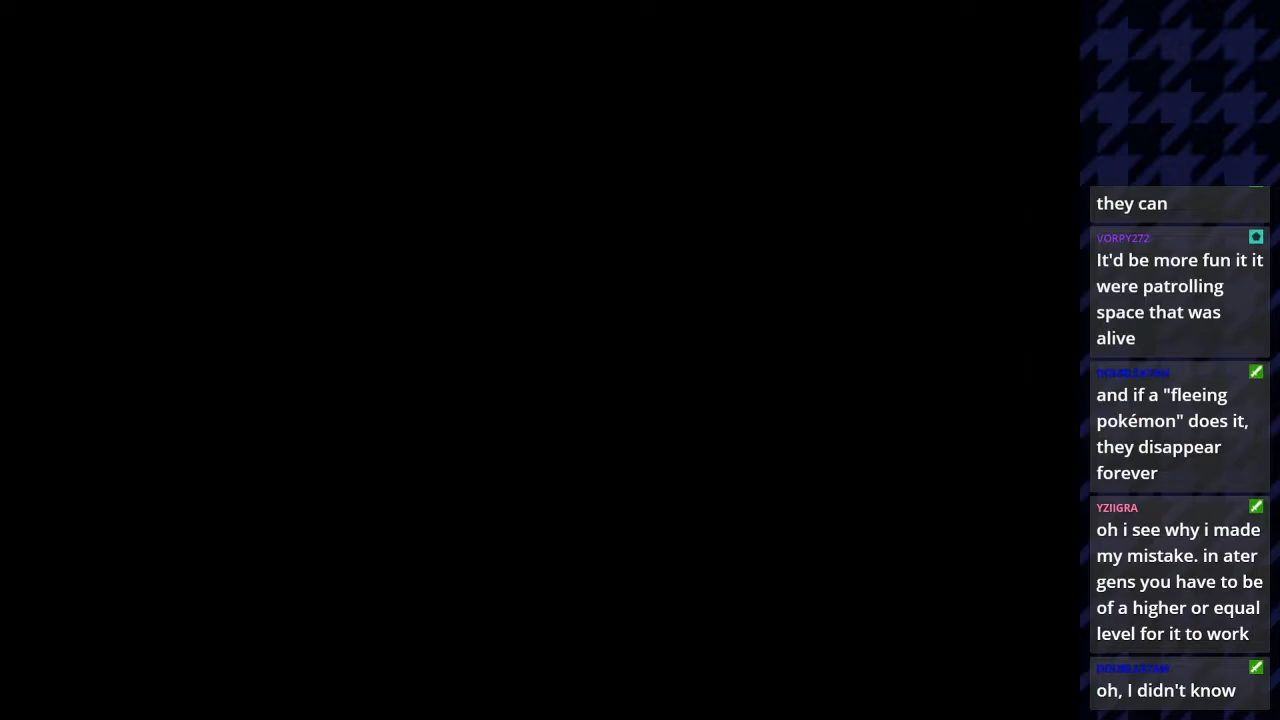 they can
VORPY272
It'd be more fun it it
were patrolling
space that was
alive
and if a "fleeing
pokémon" does it,
they disappear
forever
YZIIGRA
oh i see why i made
my mistake. in ater
gens you have to be
of a higher or equal
level for it to work
oh, I didn't know